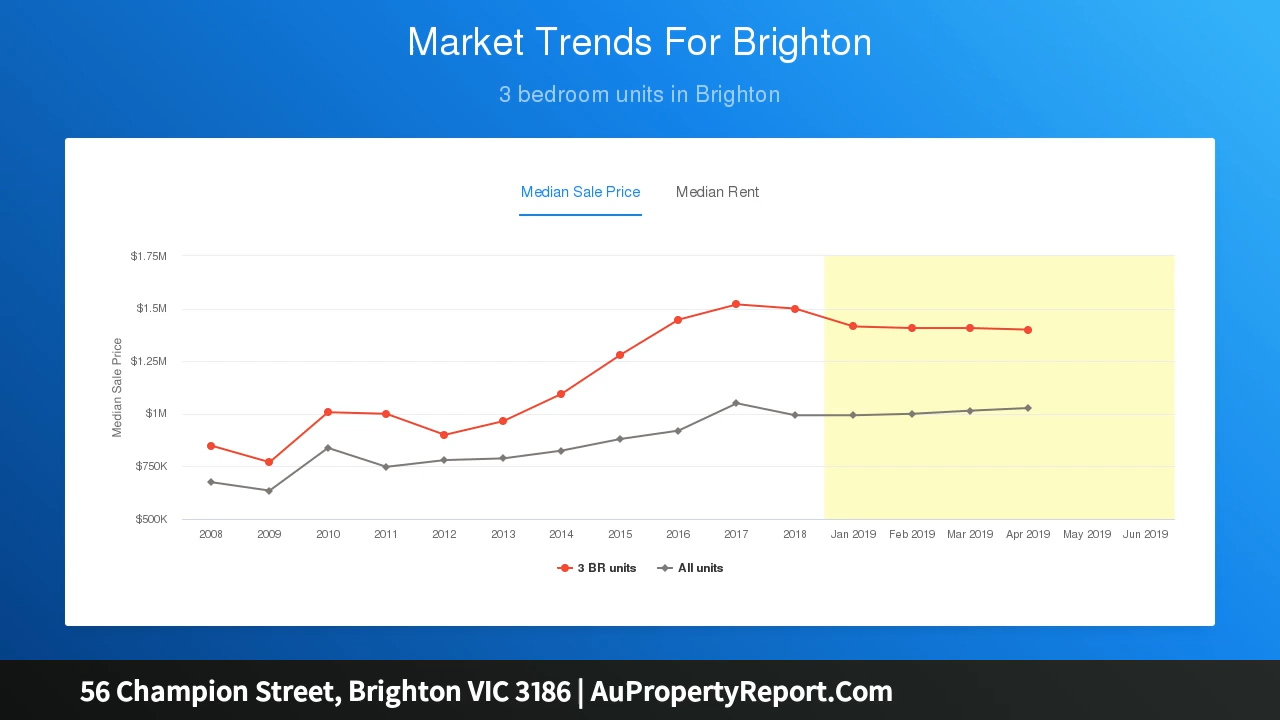 Market Trends For Brighton
3 bedroom units in Brighton
Median Sale Price Median Rent
Median Sale Price
$1.75M
$1.5M
$1.25M
$1M
$750K
$500K
2008 2009 2010 2011 2012 2013 2014 2015 2016 2017 2018 Jan 2019 Feb 2019 Mar 2019 Apr 2019 May 2019 Jun 2019
3 BR units All units
56 Champion Street, Brighton VIC 3186 | AuPropertyReport.Com